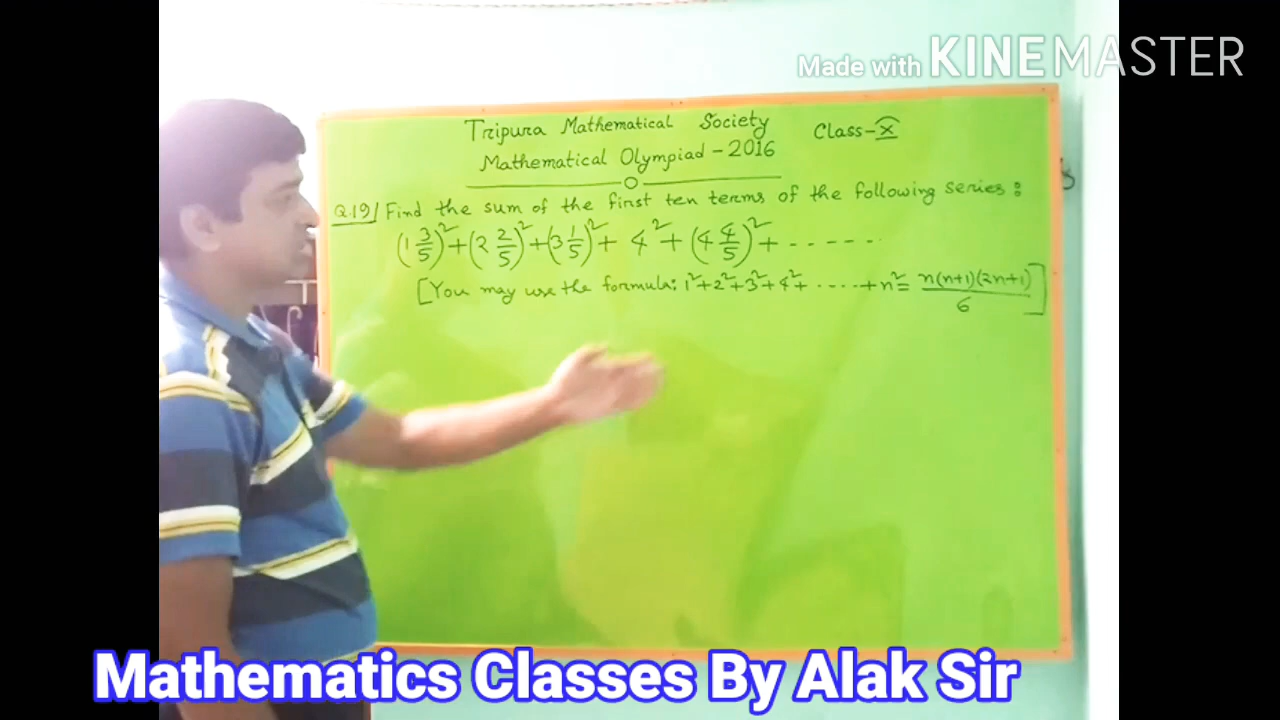 Made with KINEMASTER
Tripura Mathematical Society Class-X
Mathematical Olympiad - 2016
Q.19/ Find the sum of the first ten terms of the following series:
(1 3/5)² + (2 2/5)² + (3 1/5)² + 4² + (4 4/5)² + ------
[You may use the formula: 1² + 2² + 3² + 4² + ..... + n² = n(n+1)(2n+1)/6]
Mathematics Classes By Alak Sir